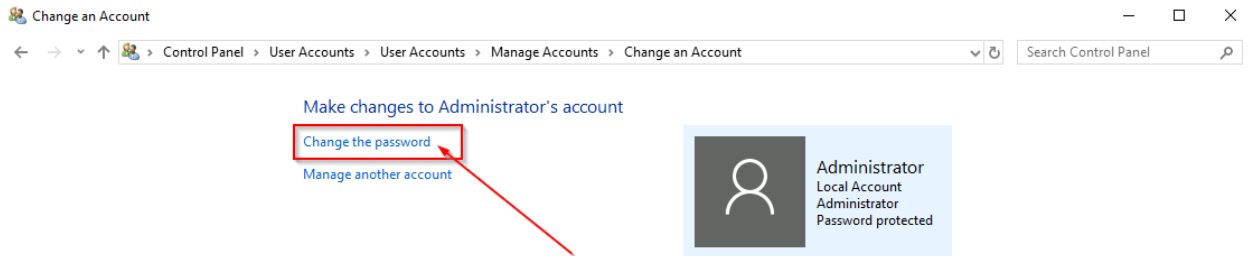 Change an Account
Control Panel > User Accounts > User Accounts > Manage Accounts > Change an Account
Search Control Panel
Make changes to Administrator's account
Change the password
Manage another account
Administrator
Local Account
Administrator
Password protected